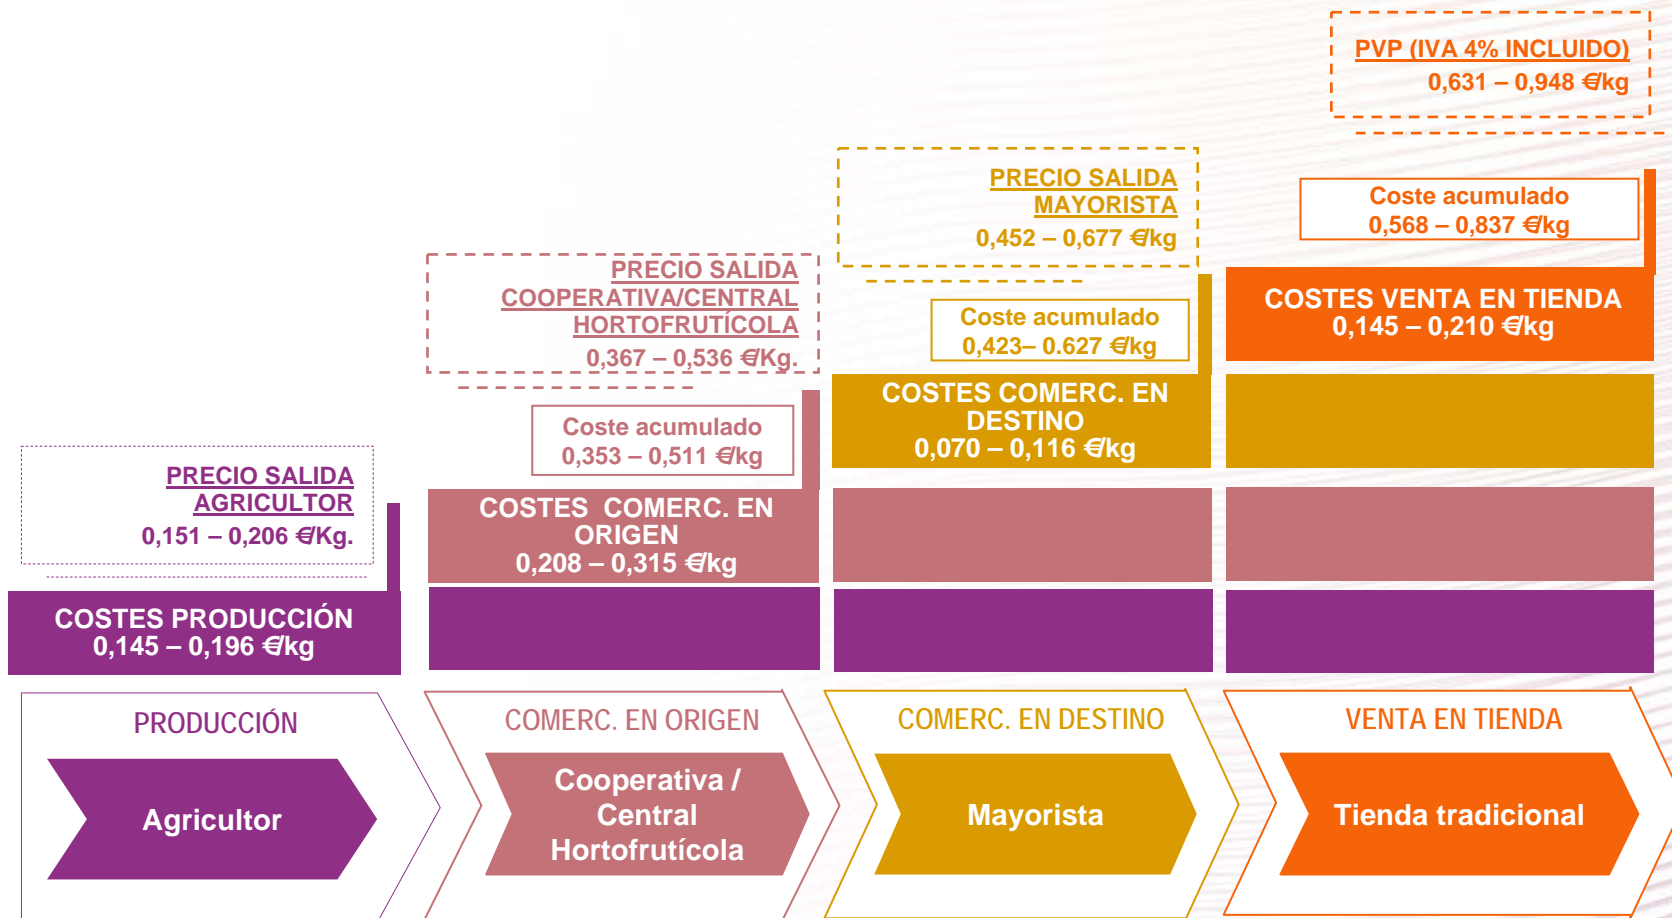 PVP (IVA 4% INCLUIDO)
0,631 – 0,948 €/kg
PRECIO SALIDA
MAYORISTA
0,452 – 0,677 €/kg
Coste acumulado
0,568 – 0,837 €/kg
PRECIO SALIDA
COOPERATIVA/CENTRAL
HORTOFRUTÍCOLA
0,367 – 0,536 €/Kg.
Coste acumulado
0,423– 0.627 €/kg
COSTES VENTA EN TIENDA
0,145 – 0,210 €/kg
PRECIO SALIDA
AGRICULTOR
0,151 – 0,206 €/Kg.
Coste acumulado
0,353 – 0,511 €/kg
COSTES COMERC. EN
DESTINO
0,070 – 0,116 €/kg
COSTES COMERC. EN
ORIGEN
0,208 – 0,315 €/kg
COSTES PRODUCCIÓN
0,145 – 0,196 €/kg
PRODUCCIÓN
COMERC. EN ORIGEN
COMERC. EN DESTINO
VENTA EN TIENDA
Agricultor
Cooperativa /
Central
Hortofrutícola
Mayorista
Tienda tradicional